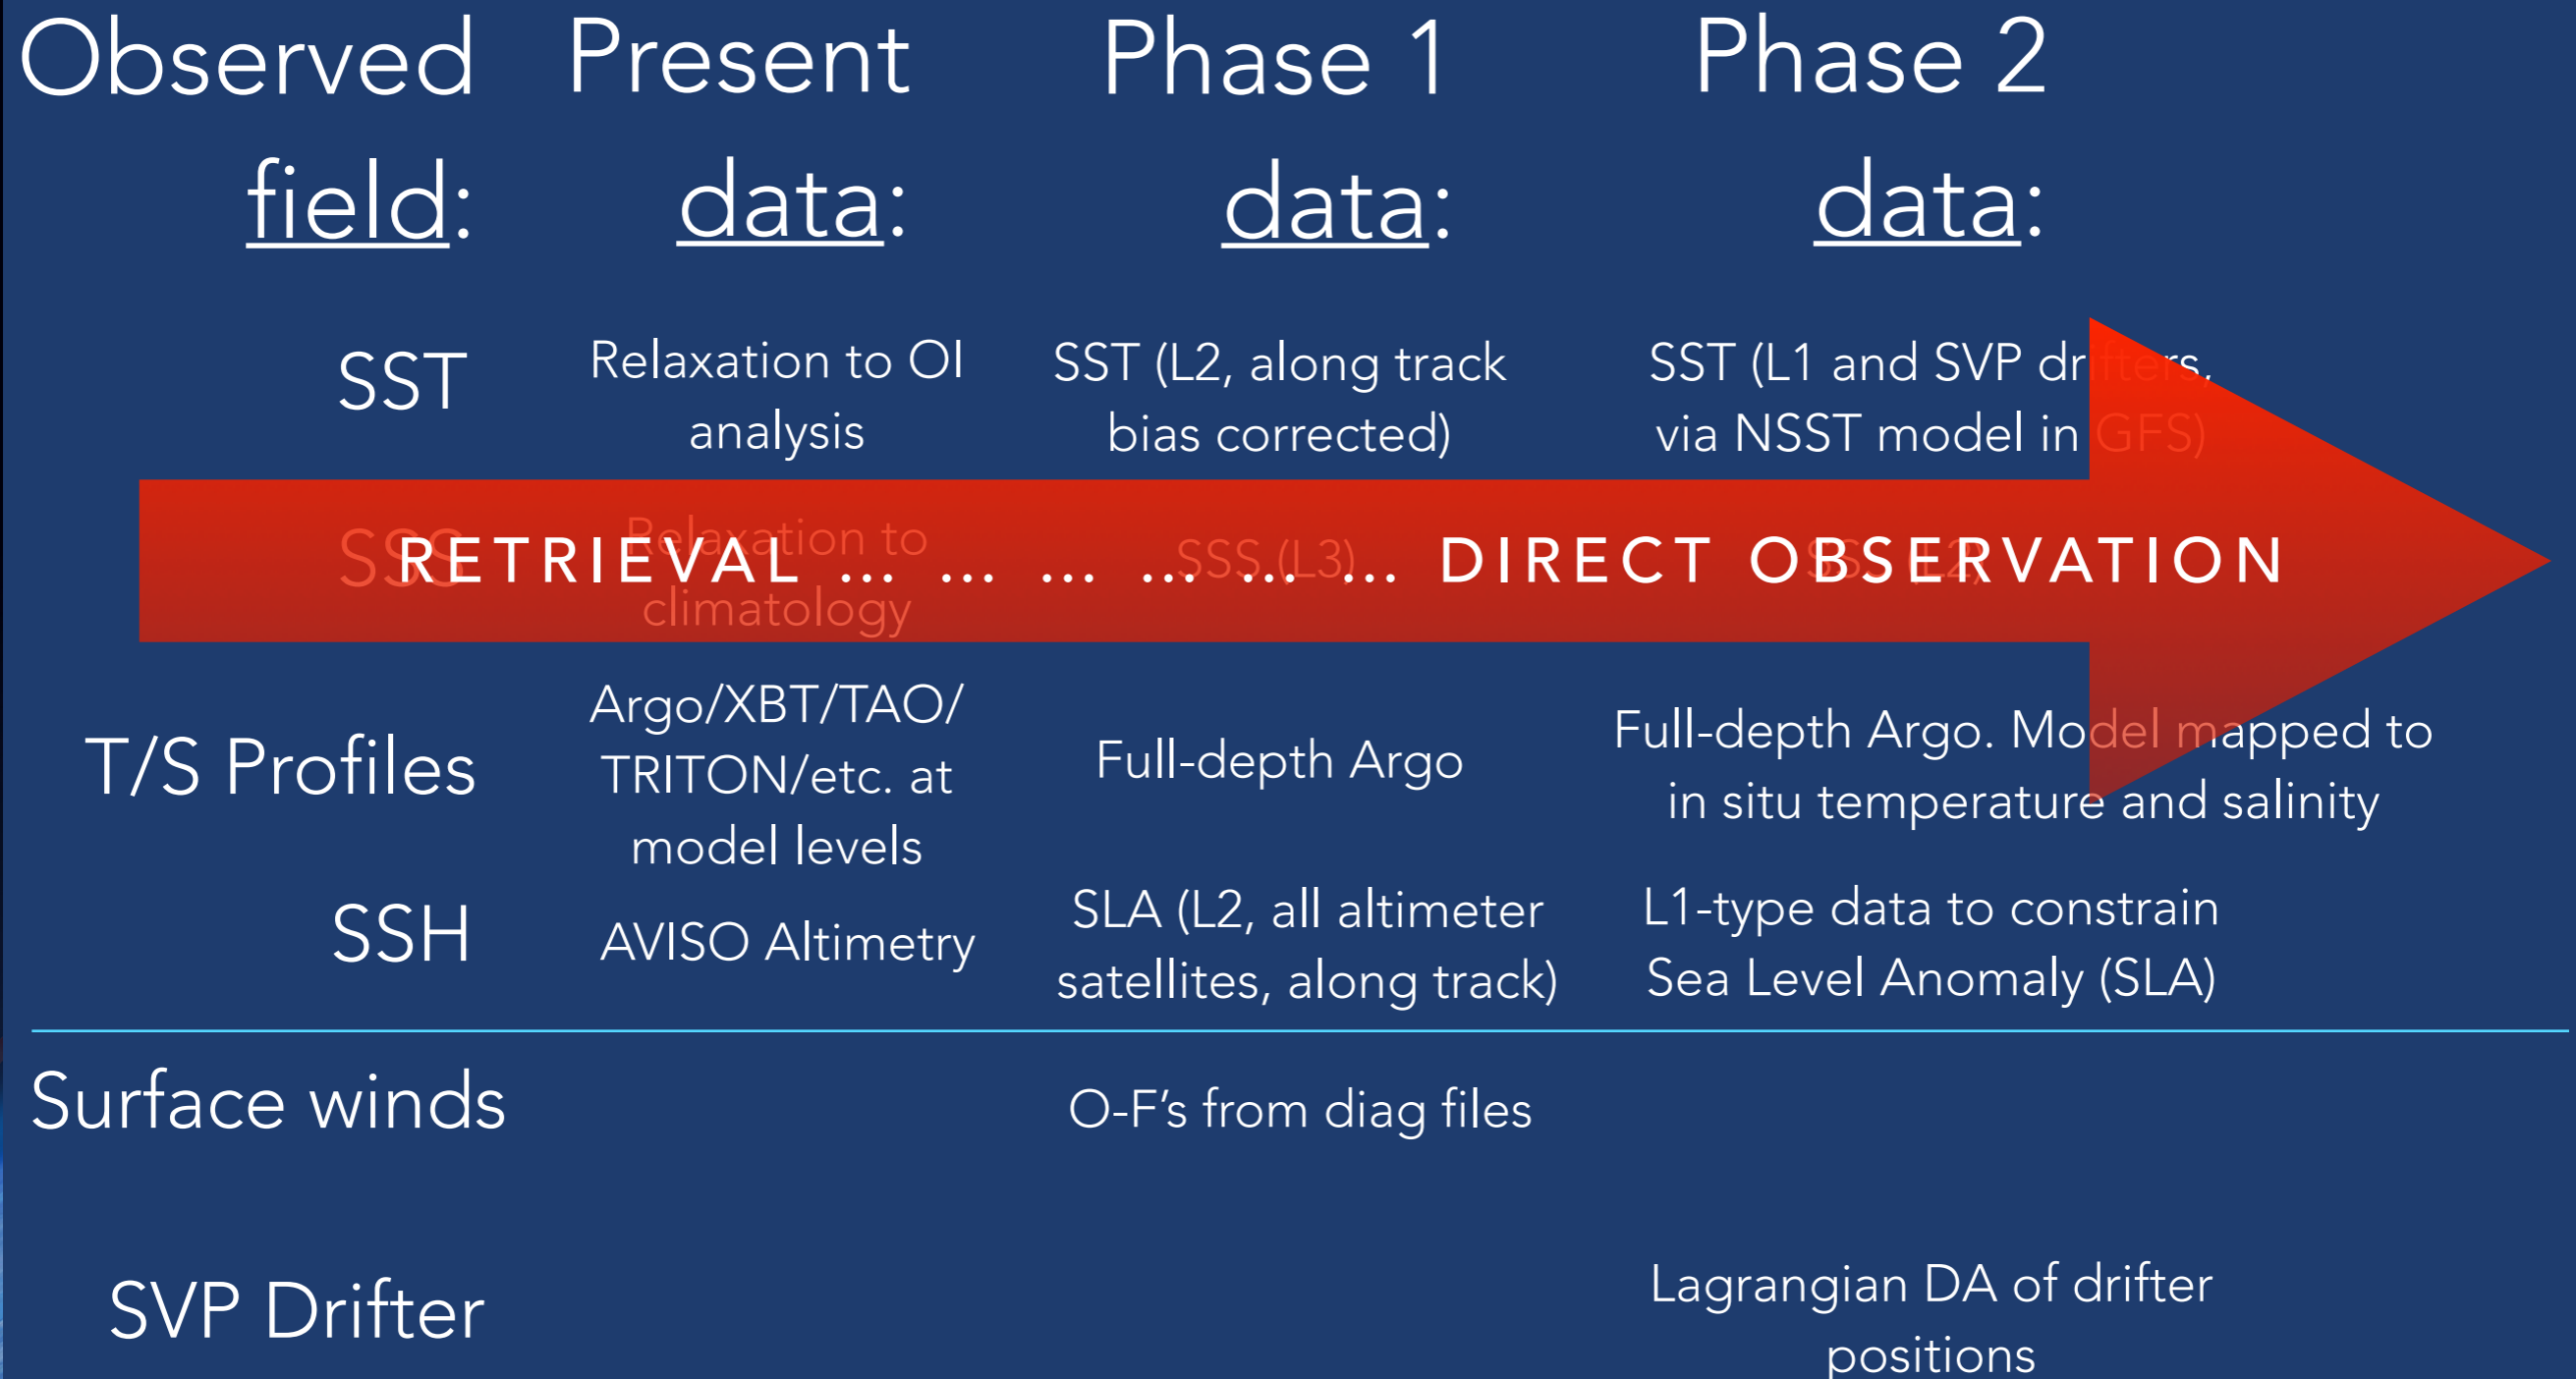 Observed field:
Present data:
Phase 1 data:
Phase 2 data:
SST
Relaxation to OI
analysis
SST (L2, along track
bias corrected)
SST (L1 and SVP drifters,
via NSST model in GFS)
SSS
Relaxation to
climatology
SSS (L3)
SSS (L2)
RETRIEVAL ... ... ... ... ... ... DIRECT OBSERVATION
T/S Profiles
Argo/XBT/TAO/
TRITON/etc. at
model levels
Full-depth Argo
Full-depth Argo. Model mapped to
in situ temperature and salinity
SSH
AVISO Altimetry
SLA (L2, all altimeter
satellites, along track)
L1-type data to constrain
Sea Level Anomaly (SLA)
Surface winds
O-F’s from diag files
SVP Drifter
Lagrangian DA of drifter
positions